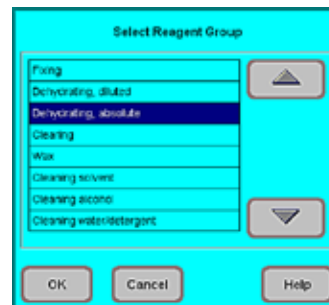 Select Reagent Group
Fixing
Dehydrating, diluted
Dehydrating, absolute
Clearing
Wax
Cleaning solvent
Cleaning alcohol
Cleaning water/detergent
OK
Cancel
Help